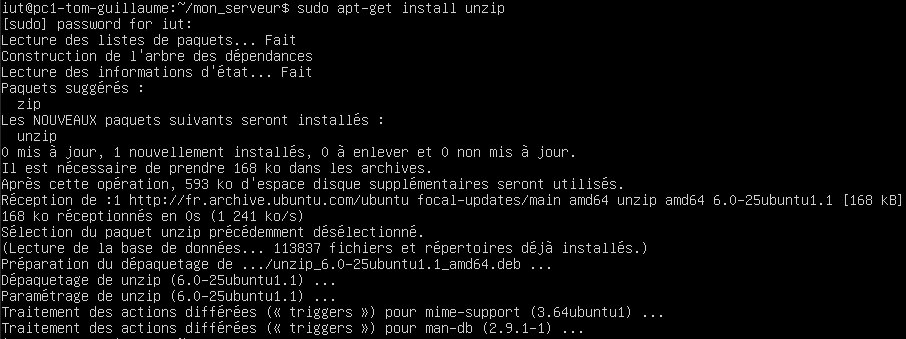 iut@pc1-tom-guillaume:~/mon_serveur$ sudo apt-get install unzip
[sudo] password for iut:
Lecture des listes de paquets... Fait
Construction de l'arbre des dépendances
Lecture des informations d'état... Fait
Paquets suggérés :
  zip
Les NOUVEAUX paquets suivants seront installés :
  unzip
0 mis à jour, 1 nouvellement installés, 0 à enlever et 0 non mis à jour.
Il est nécessaire de prendre 168 ko dans les archives.
Après cette opération, 593 ko d'espace disque supplémentaires seront utilisés.
Réception de :1 http://fr.archive.ubuntu.com/ubuntu focal-updates/main amd64 unzip amd64 6.0-25ubuntu1.1 [168 kB]
168 ko réceptionnés en 0s (1 241 ko/s)
Sélection du paquet unzip précédemment désélectionné.
(Lecture de la base de données... 113837 fichiers et répertoires déjà installés.)
Préparation du dépaquetage de .../unzip_6.0-25ubuntu1.1_amd64.deb ...
Dépaquetage de unzip (6.0-25ubuntu1.1) ...
Paramétrage de unzip (6.0-25ubuntu1.1) ...
Traitement des actions différées (« triggers ») pour mime-support (3.64ubuntu1) ...
Traitement des actions différées (« triggers ») pour man-db (2.9.1-1) ...